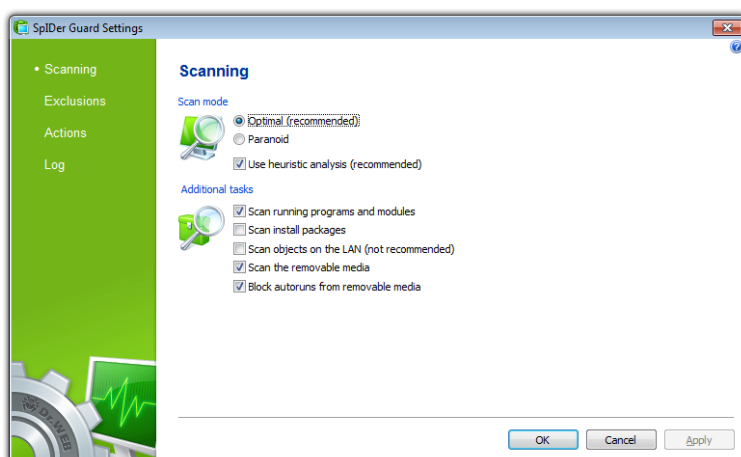 SpIDer Guard Settings
• Scanning
Exclusions
Actions
Log
Scanning
Scan mode
Optimal (recommended)
Paranoid
Use heuristic analysis (recommended)
Additional tasks
Scan running programs and modules
Scan install packages
Scan objects on the LAN (not recommended)
Scan the removable media
Block autoruns from removable media
Dr.WEB
OK
Cancel
Apply